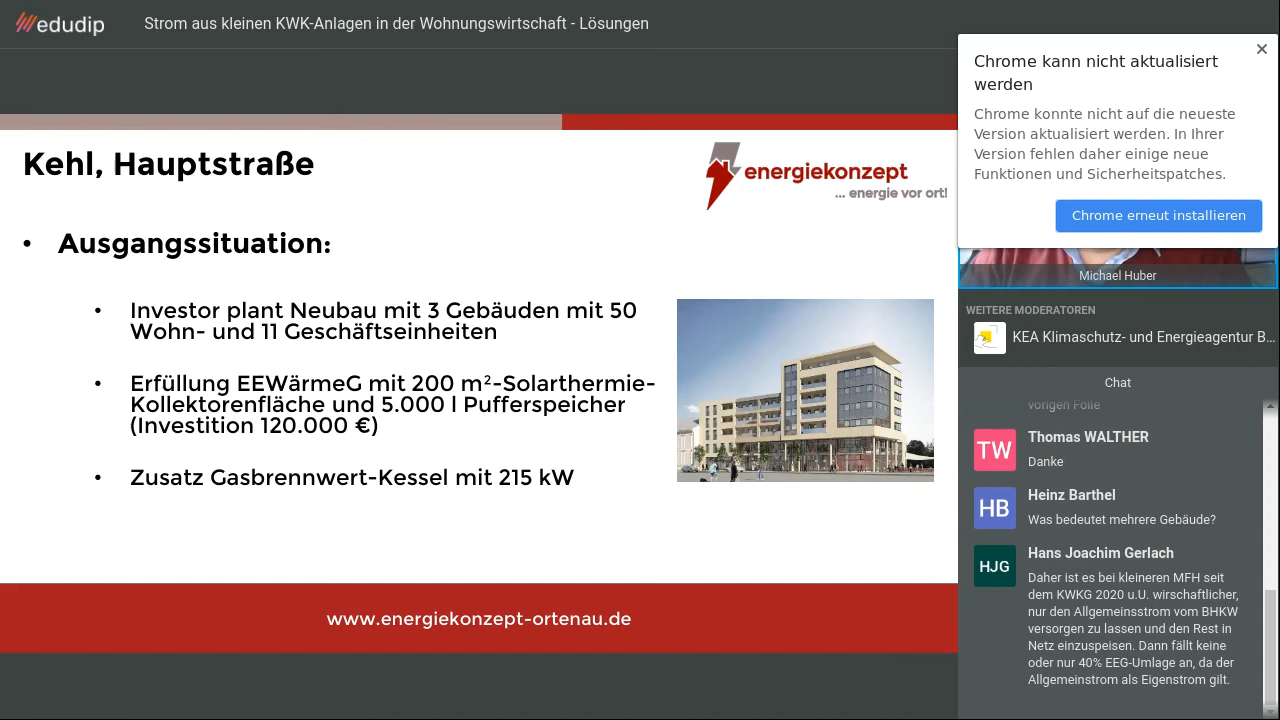 edudip
Strom aus kleinen KWK-Anlagen in der Wohnungswirtschaft - Lösungen
Kehl, Hauptstraße
energiekonzept
... energie vor ort!
• Ausgangssituation:
• Investor plant Neubau mit 3 Gebäuden mit 50
Wohn- und 11 Geschäftseinheiten
• Erfüllung EEWärmeG mit 200 m²-Solarthermie-
Kollektorenfläche und 5.000 l Pufferspeicher
(Investition 120.000 €)
• Zusatz Gasbrennwert-Kessel mit 215 kW
www.energiekonzept-ortenau.de
Chrome kann nicht aktualisiert
werden
Chrome konnte nicht auf die neueste
Version aktualisiert werden. In Ihrer
Version fehlen daher einige neue
Funktionen und Sicherheitspatches.
Chrome erneut installieren
Michael Huber
WEITERE MODERATOREN
KEA Klimaschutz- und Energieagentur B...
Chat
vorigen Folie
TW
Thomas WALTHER
Danke
HB
Heinz Barthel
Was bedeutet mehrere Gebäude?
HJG
Hans Joachim Gerlach
Daher ist es bei kleineren MFH seit
dem KWKG 2020 u.U. wirschaftlicher,
nur den Allgemeinsstrom vom BHKW
versorgen zu lassen und den Rest in
Netz einzuspeisen. Dann fällt keine
oder nur 40% EEG-Umlage an, da der
Allgemeinstrom als Eigenstrom gilt.